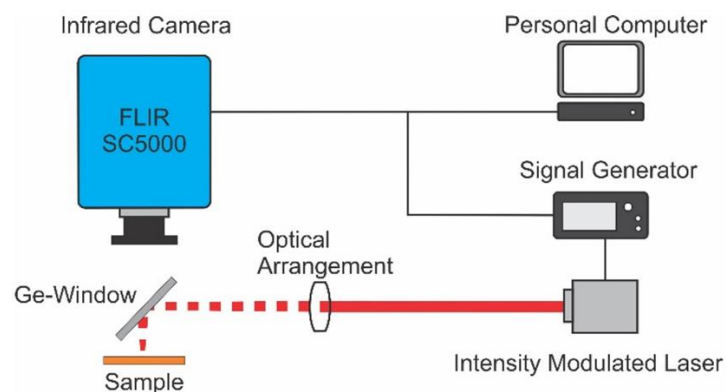 Infrared Camera
Personal Computer
FLIR
SC5000
Signal Generator
Optical
Arrangement
Ge-Window
Intensity Modulated Laser
Sample